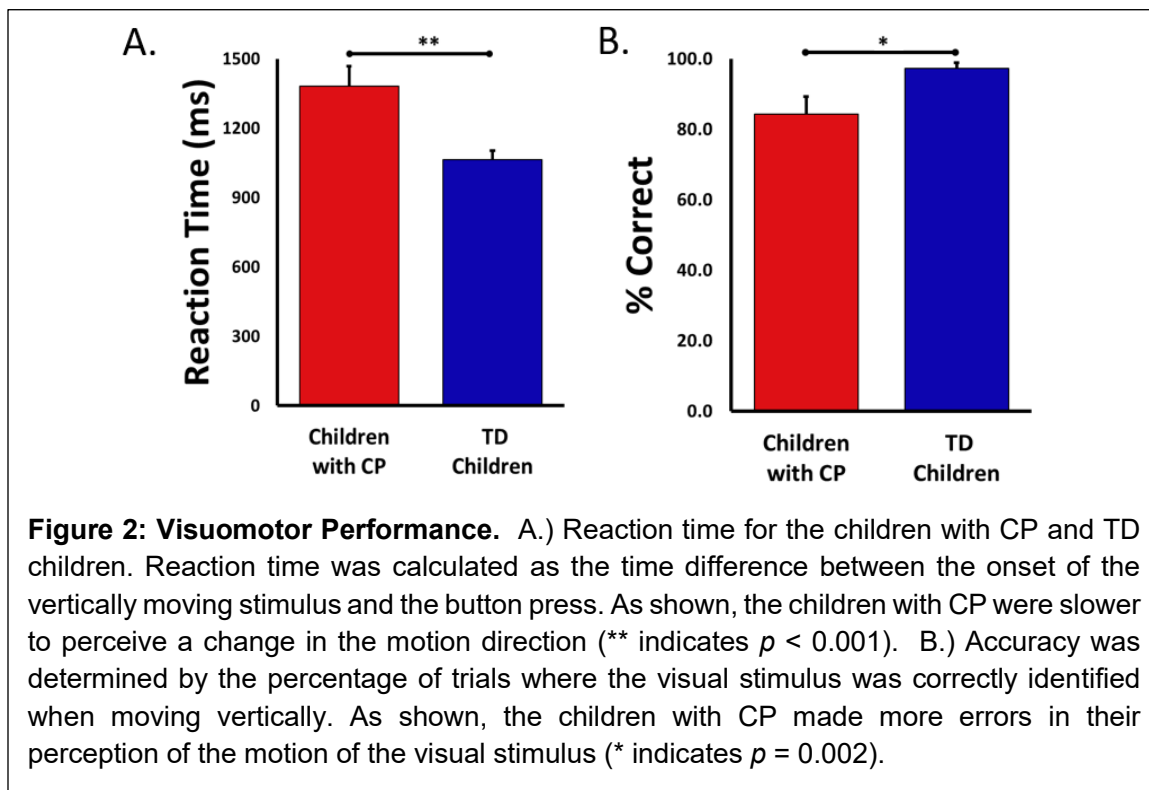 A.
**
1500
1200
900
600
300
0
Reaction Time (ms)
Children
with CP
TD
Children
B.
*
100.0
80.0
60.0
40.0
20.0
0.0
% Correct
Children
with CP
TD
Children
Figure 2: Visuomotor Performance. A.) Reaction time for the children with CP and TD
children. Reaction time was calculated as the time difference between the onset of the
vertically moving stimulus and the button press. As shown, the children with CP were slower
to perceive a change in the motion direction (** indicates p < 0.001). B.) Accuracy was
determined by the percentage of trials where the visual stimulus was correctly identified
when moving vertically. As shown, the children with CP made more errors in their
perception of the motion of the visual stimulus (* indicates p = 0.002).